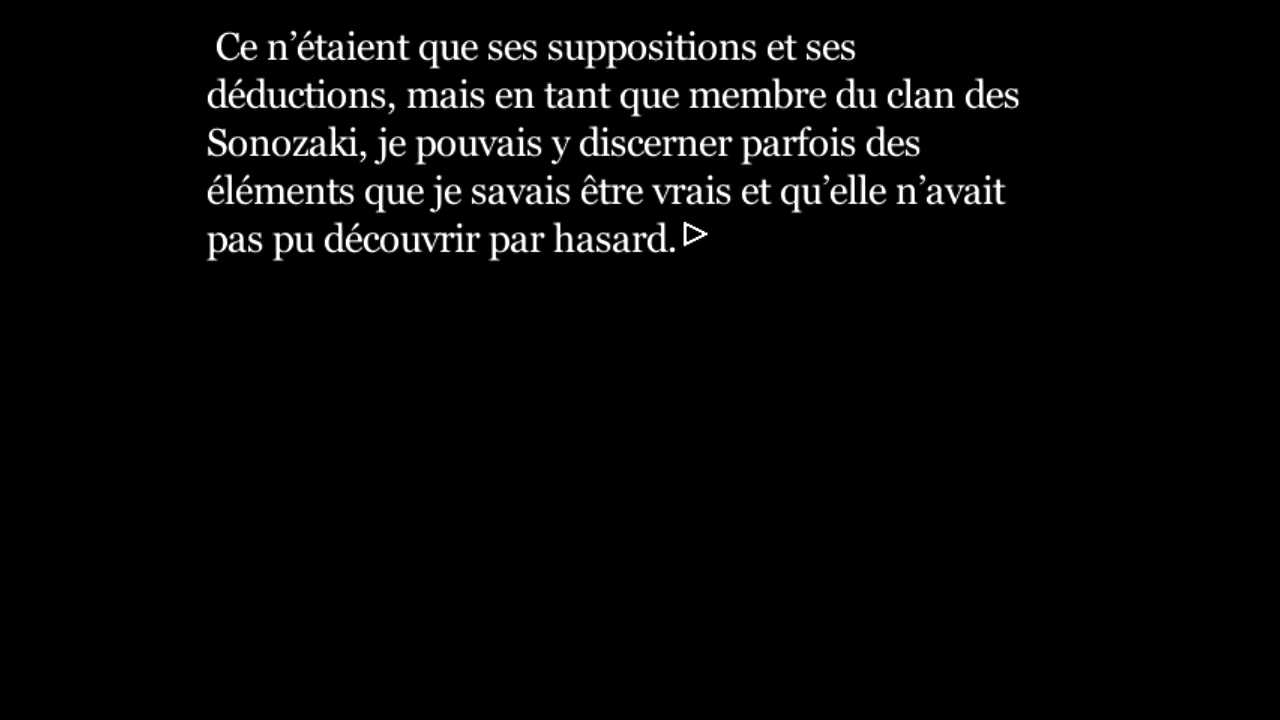 Ce n’étaient que ses suppositions et ses
déductions, mais en tant que membre du clan des
Sonozaki, je pouvais y discerner parfois des
éléments que je savais être vrais et qu’elle n’avait
pas pu découvrir par hasard.